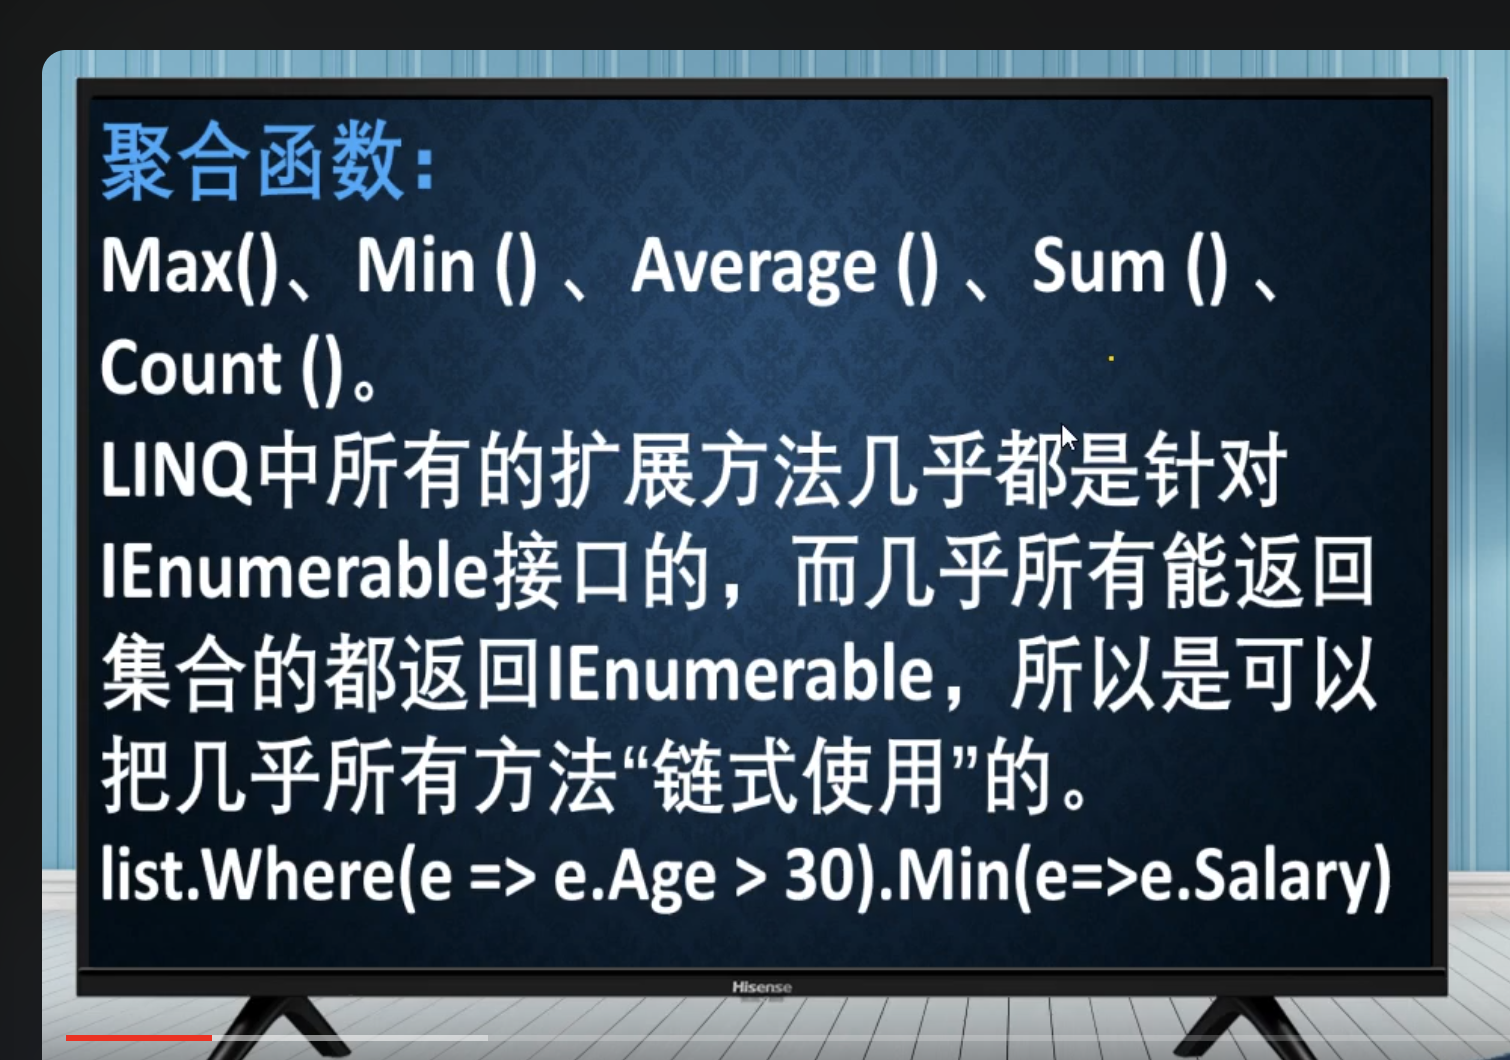 聚合函数：
Max()、Min () 、Average () 、Sum () 、
Count ()。
LINQ中所有的扩展方法几乎都是针对
IEnumerable接口的，而几乎所有能返回
集合的都返回IEnumerable，所以是可以
把几乎所有方法“链式使用”的。
list.Where(e => e.Age > 30).Min(e=>e.Salary)
Hisense